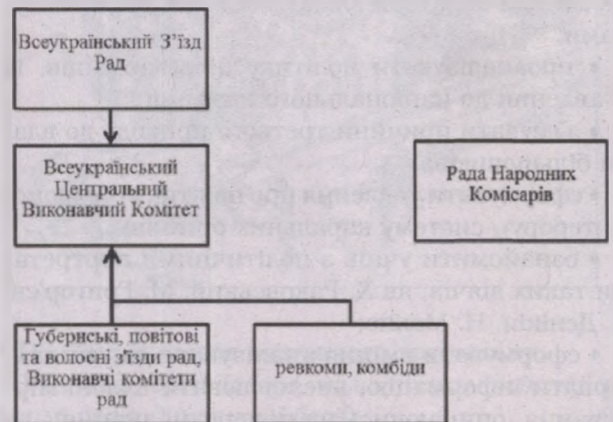 Всеукраїнський З’їзд
Рад
Всеукраїнський
Центральний
Виконавчий Комітет
Рада Народних
Комісарів
Губернські, повітові
та волосні з'їзди рад,
Виконавчі комітети
рад
ревкоми, комбіди